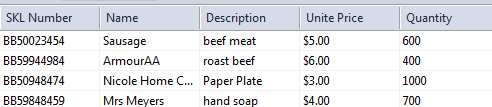 SKL Number Name Description Unite Price Quantity
BB50023454 Sausage beef meat $5.00 600
BB59944984 ArmourAA roast beef $6.00 400
BB50948474 Nicole Home C... Paper Plate $3.00 1000
BB59848459 Mrs Meyers hand soap $4.00 700